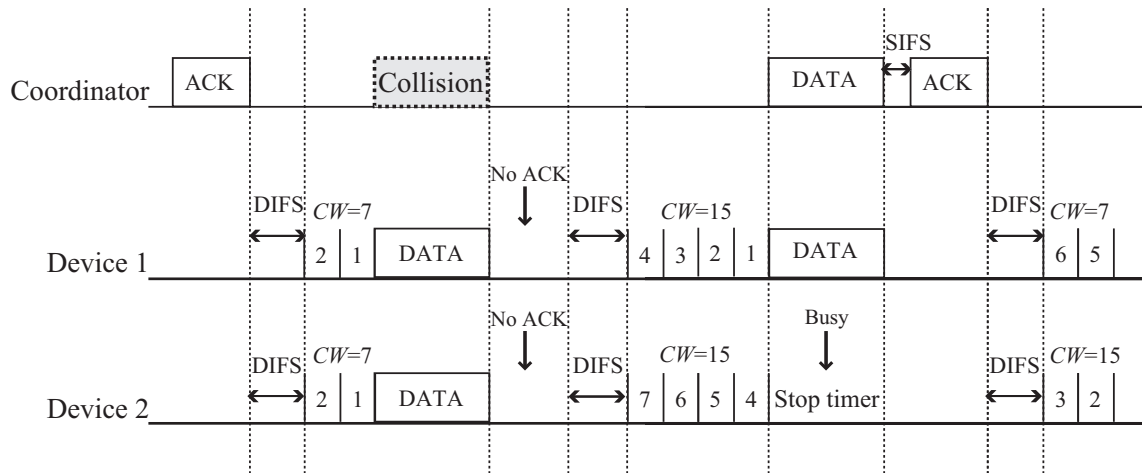 SIFS
Coordinator ACK Collision DATA ACK
No ACK
DIFS CW=7 DIFS CW=15 DIFS CW=7
Device 1 2 1 DATA 4 3 2 1 DATA 6 5
No ACK Busy
DIFS CW=7 DIFS CW=15 DIFS CW=15
Device 2 2 1 DATA 7 6 5 4 Stop timer 3 2